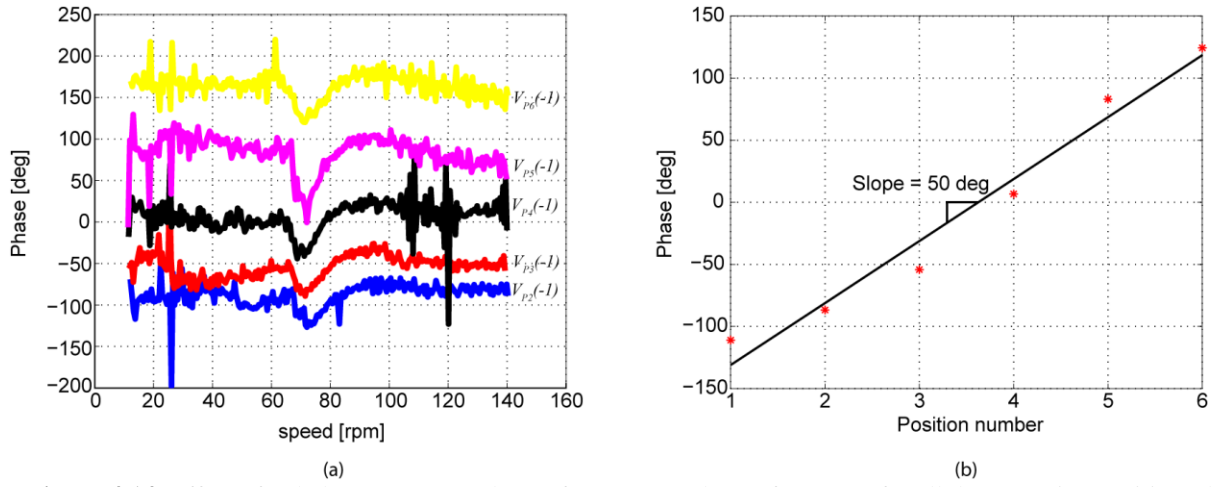 250
200
150
100
50
0
−50
−100
−150
−200
0 20 40 60 80 100 120 140 160
Phase [deg]
speed [rpm]
V_P6(-1)
V_P5(-1)
V_P4(-1)
V_P3(-1)
V_P2(-1)
(a)
150
100
50
0
−50
−100
−150
1 2 3 4 5 6
Phase [deg]
Position number
Slope = 50 deg
(b)